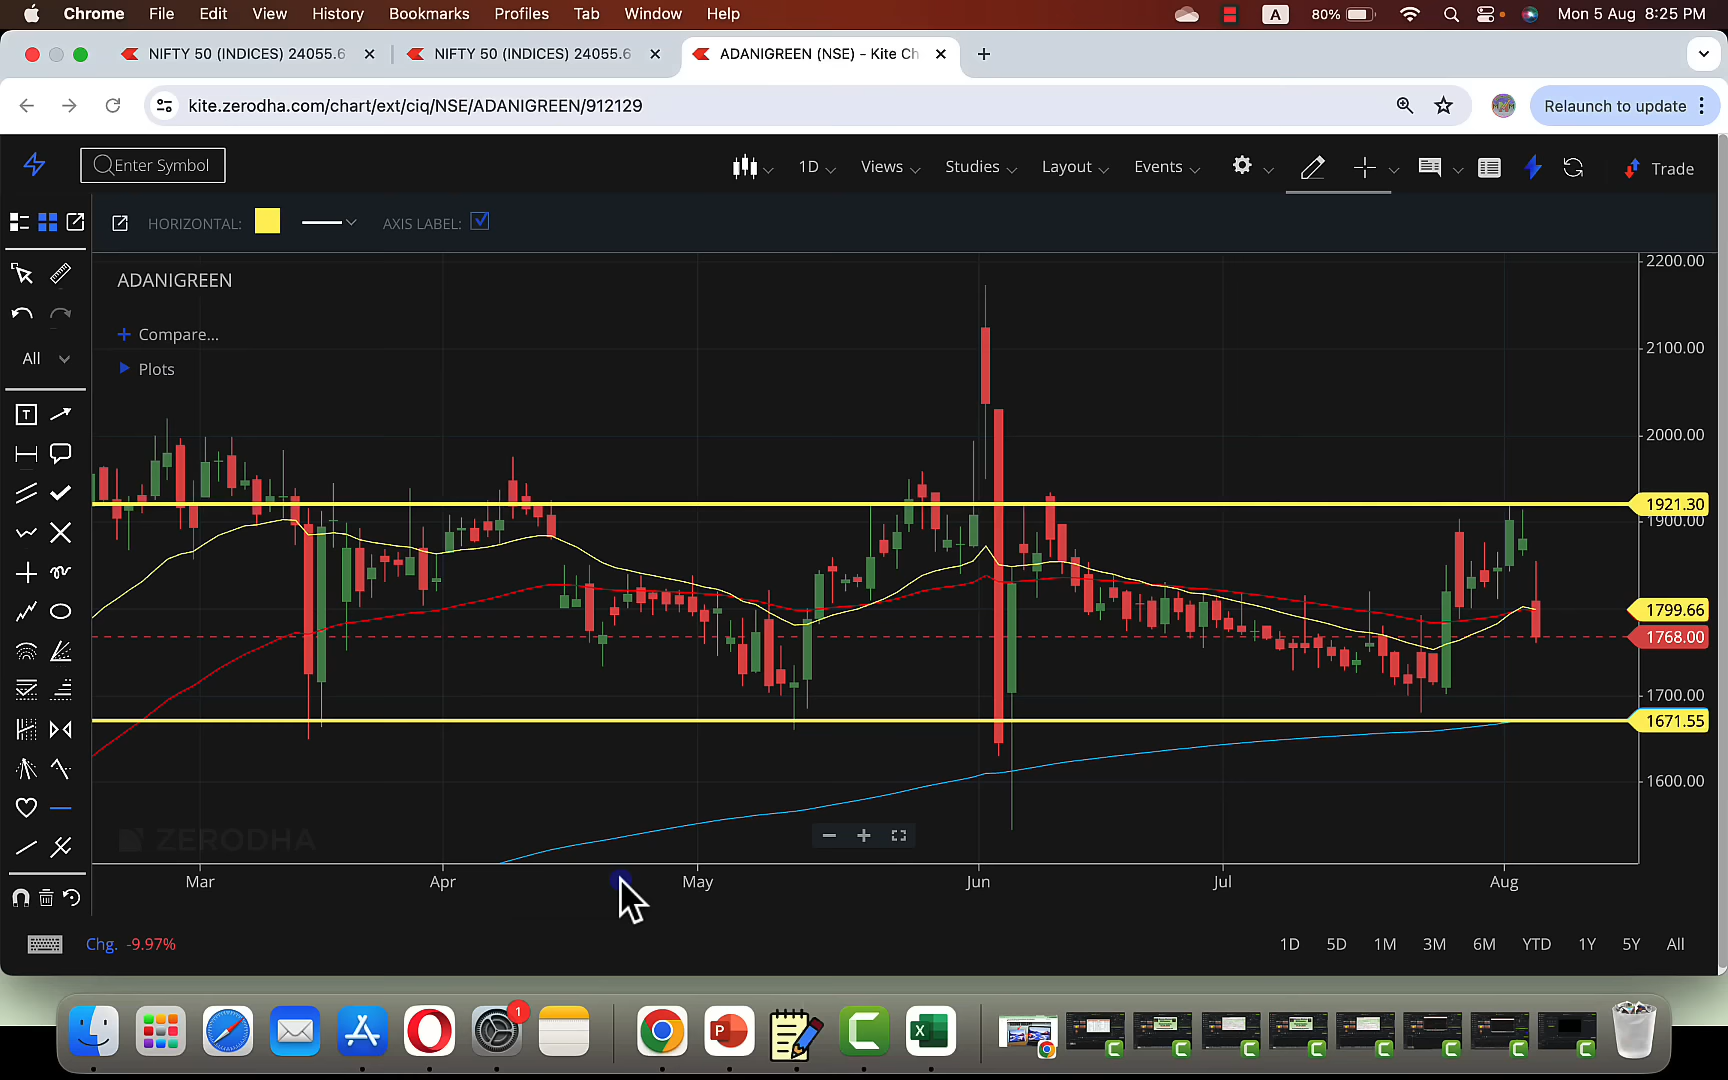 Chrome File Edit View History Bookmarks Profiles Tab Window Help A 80% Mon 5 Aug 8:25 PM
NIFTY 50 (INDICES) 24055.6 NIFTY 50 (INDICES) 24055.6 ADANIGREEN (NSE) – Kite Ch
kite.zerodha.com/chart/ext/ciq/NSE/ADANIGREEN/912129 Relaunch to update
Enter Symbol 1D Views Studies Layout Events Trade
HORIZONTAL: AXIS LABEL:
ADANIGREEN
Compare...
Plots
All
T
2200.00
2100.00
2000.00
1921.30
1900.00
1799.66
1768.00
1700.00
1671.55
1600.00
ZERODHA
Mar Apr May Jun Jul Aug
Chg. -9.97% 1D 5D 1M 3M 6M YTD 1Y 5Y All
1